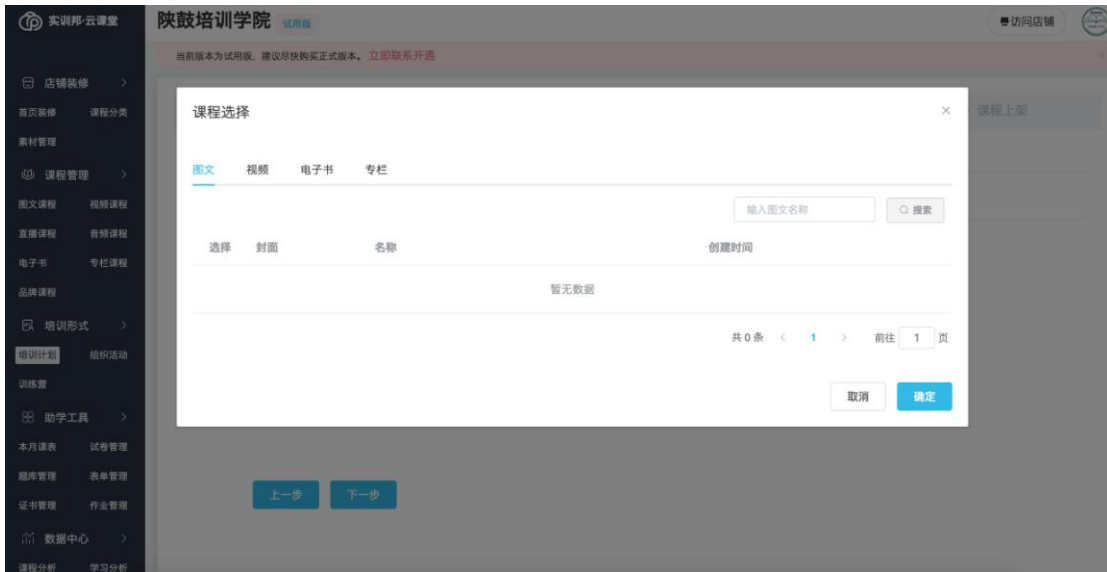 实训邦·云课堂
陕鼓培训学院 试用版
访问店铺
当前版本为试用版,建议尽快购买正式版本。立即联系开通
店铺装修
首页装修 课程分类
素材管理
课程管理
图文课程 视频课程
直播课程 音频课程
电子书 专栏课程
品牌课程
培训形式
培训计划 组织活动
训练营
助学工具
本月课表 试卷管理
题库管理 表单管理
证书管理 作业管理
数据中心
课程分析 学习分析
课程上架
课程选择
图文 视频 电子书 专栏
输入图文名称 搜索
选择 封面 名称 创建时间
暂无数据
共 0 条 < 1 > 前往 1 页
取消 确定
上一步 下一步